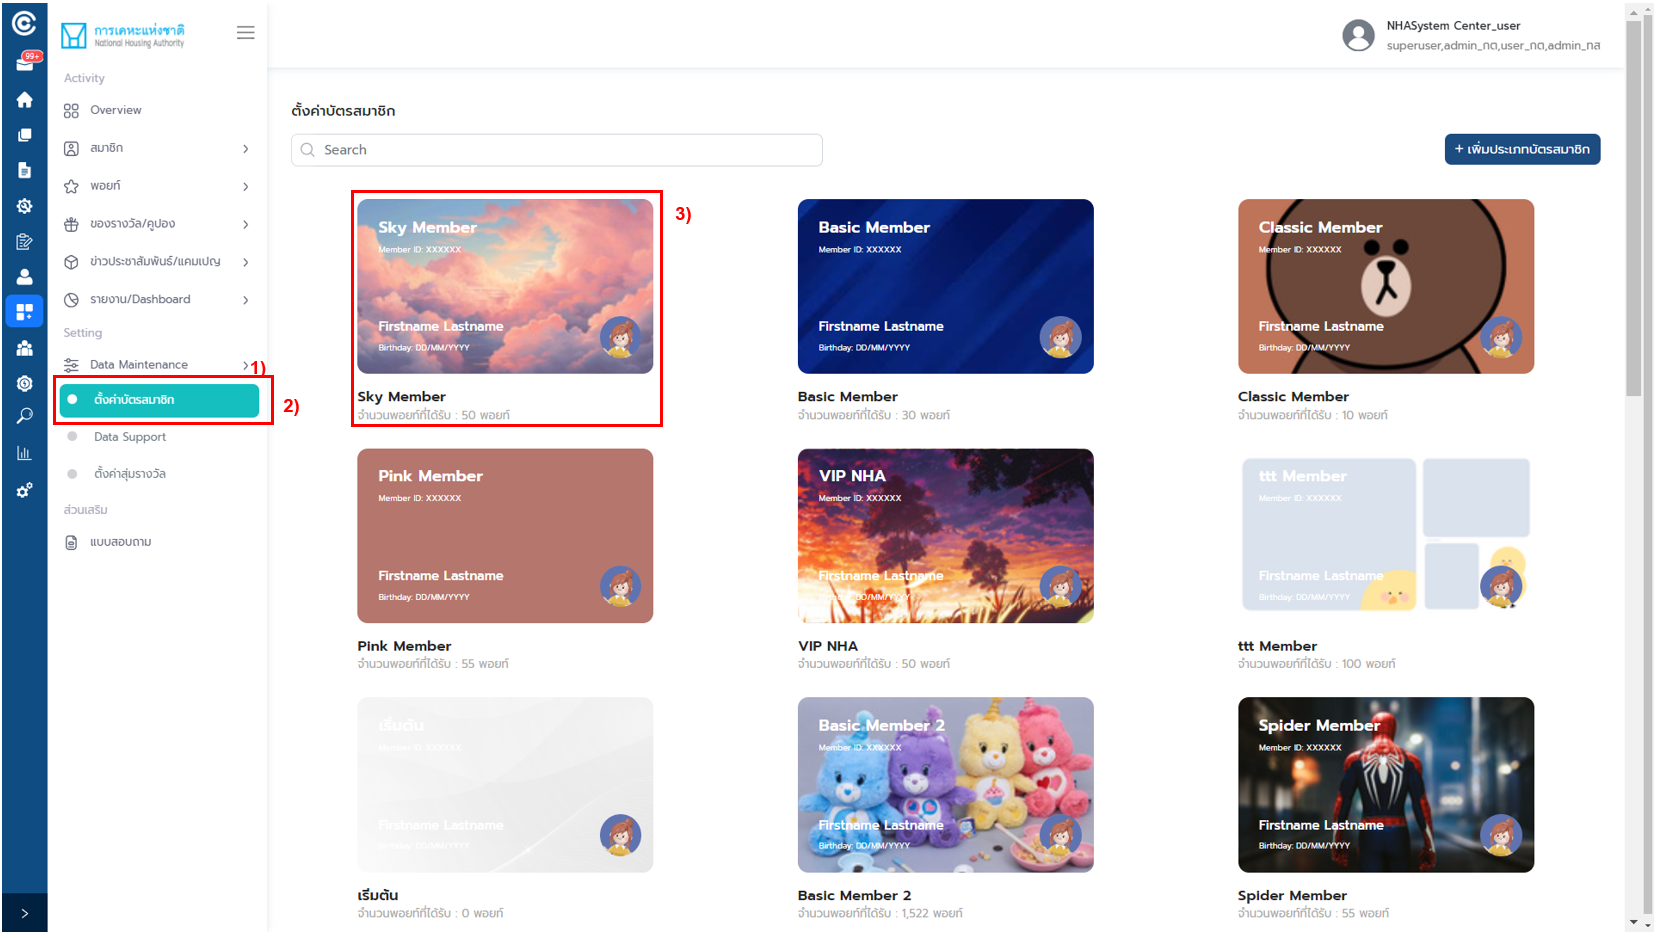 99+
การเคหะแห่งชาติ
National Housing Authority
NHASystem Center_user
superuser,admin_กต,user_กต,admin_กส
Activity
Overview
สมาชิก
พอยท์
ของรางวัล/คูปอง
ข่าวประชาสัมพันธ์/แคมเปญ
รายงาน/Dashboard
Setting
Data Maintenance
1)
ตั้งค่าบัตรสมาชิก
2)
Data Support
ตั้งค่าสุ่มรางวัล
ส่วนเสริม
แบบสอบถาม
ตั้งค่าบัตรสมาชิก
Search
+ เพิ่มประเภทบัตรสมาชิก
3)
Sky Member
Member ID: XXXXXX
Firstname Lastname
Birthday: DD/MM/YYYY
Sky Member
จำนวนพอยท์ที่ได้รับ : 50 พอยท์
Basic Member
Member ID: XXXXXX
Firstname Lastname
Birthday: DD/MM/YYYY
Basic Member
จำนวนพอยท์ที่ได้รับ : 30 พอยท์
Classic Member
Member ID: XXXXXX
Firstname Lastname
Birthday: DD/MM/YYYY
Classic Member
จำนวนพอยท์ที่ได้รับ : 10 พอยท์
Pink Member
Member ID: XXXXXX
Firstname Lastname
Birthday: DD/MM/YYYY
Pink Member
จำนวนพอยท์ที่ได้รับ : 55 พอยท์
VIP NHA
Member ID: XXXXXX
Firstname Lastname
Birthday: DD/MM/YYYY
VIP NHA
จำนวนพอยท์ที่ได้รับ : 50 พอยท์
ttt Member
Member ID: XXXXXX
Firstname Lastname
Birthday: DD/MM/YYYY
ttt Member
จำนวนพอยท์ที่ได้รับ : 100 พอยท์
เริ่มต้น
Member ID: XXXXXX
Firstname Lastname
Birthday: DD/MM/YYYY
เริ่มต้น
จำนวนพอยท์ที่ได้รับ : 0 พอยท์
Basic Member 2
Member ID: XXXXXX
Firstname Lastname
Birthday: DD/MM/YYYY
Basic Member 2
จำนวนพอยท์ที่ได้รับ : 1,522 พอยท์
Spider Member
Member ID: XXXXXX
Firstname Lastname
Birthday: DD/MM/YYYY
Spider Member
จำนวนพอยท์ที่ได้รับ : 55 พอยท์